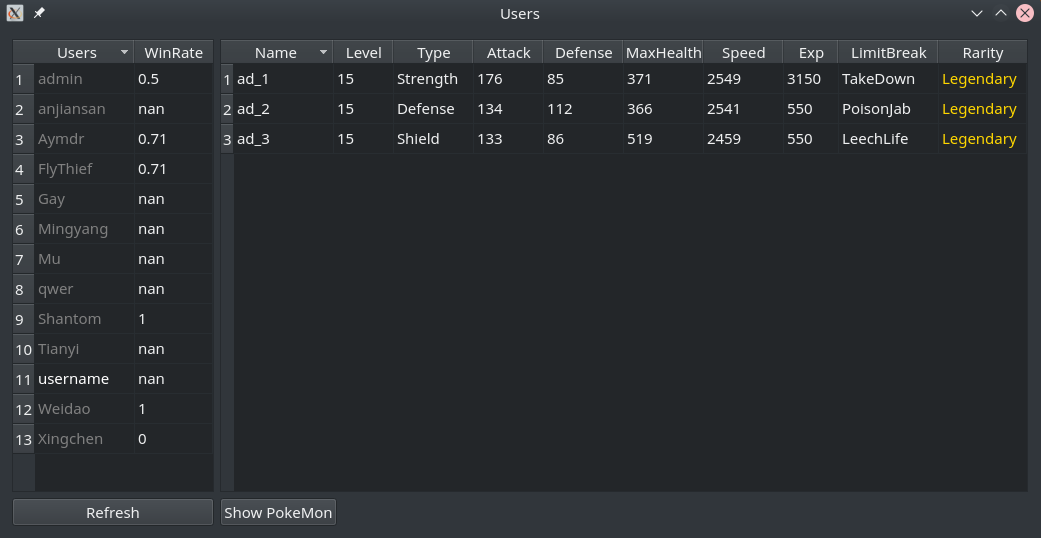 Users
Users WinRate Name Level Type Attack Defense MaxHealth Speed Exp LimitBreak Rarity
1 admin 0.5 1 ad_1 15 Strength 176 85 371 2549 3150 TakeDown Legendary
2 anjiansan nan 2 ad_2 15 Defense 134 112 366 2541 550 PoisonJab Legendary
3 Aymdr 0.71 3 ad_3 15 Shield 133 86 519 2459 550 LeechLife Legendary
4 FlyThief 0.71
5 Gay nan
6 Mingyang nan
7 Mu nan
8 qwer nan
9 Shantom 1
10 Tianyi nan
11 username nan
12 Weidao 1
13 Xingchen 0
Refresh Show PokeMon